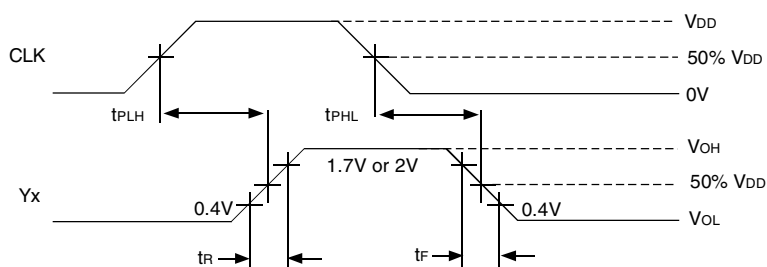 VDD
CLK
50% VDD
0V
tPLH
tPHL
VOH
1.7V or 2V
Yx
50% VDD
0.4V
0.4V
VOL
tR
tF